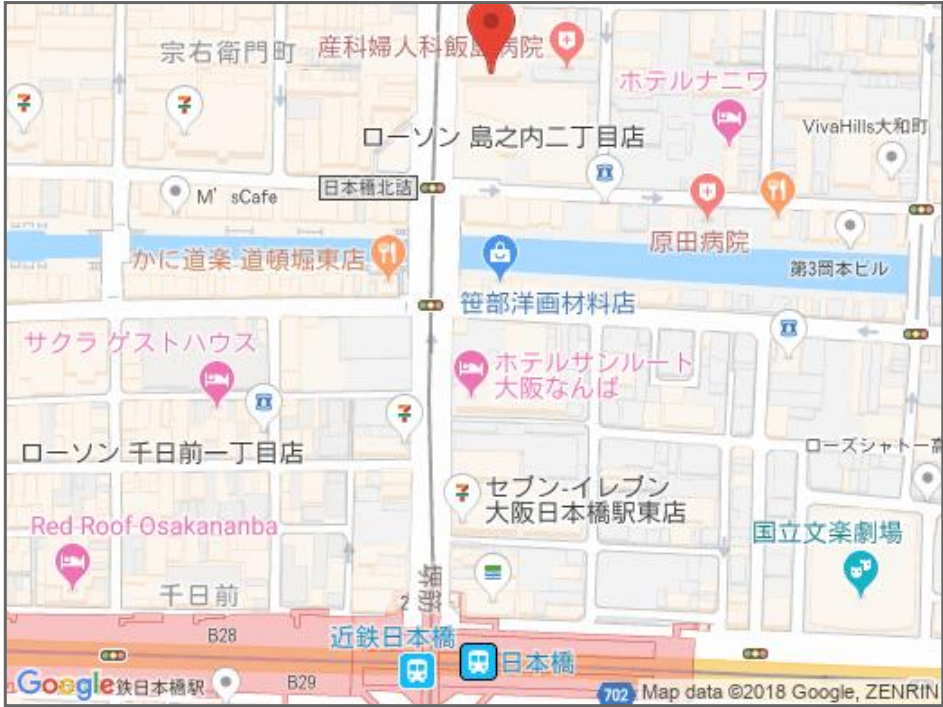 宗右衛門町
産科婦人科飯島病院
ホテルナニワ
ローソン 島之内二丁目店
VivaHills大和町
日本橋北詰
M’sCafe
原田病院
かに道楽 道頓堀東店
第3岡本ビル
笹部洋画材料店
サクラ ゲストハウス
ホテルサンルート
大阪なんば
ローソン 千日前一丁目店
ローズシャトー高
セブン-イレブン
大阪日本橋駅東店
Red Roof Osakananba
国立文楽劇場
堺筋
千日前
2
B28
近鉄日本橋
日本橋
Google
鉄日本橋駅
B29
702
Map data ©2018 Google, ZENRIN